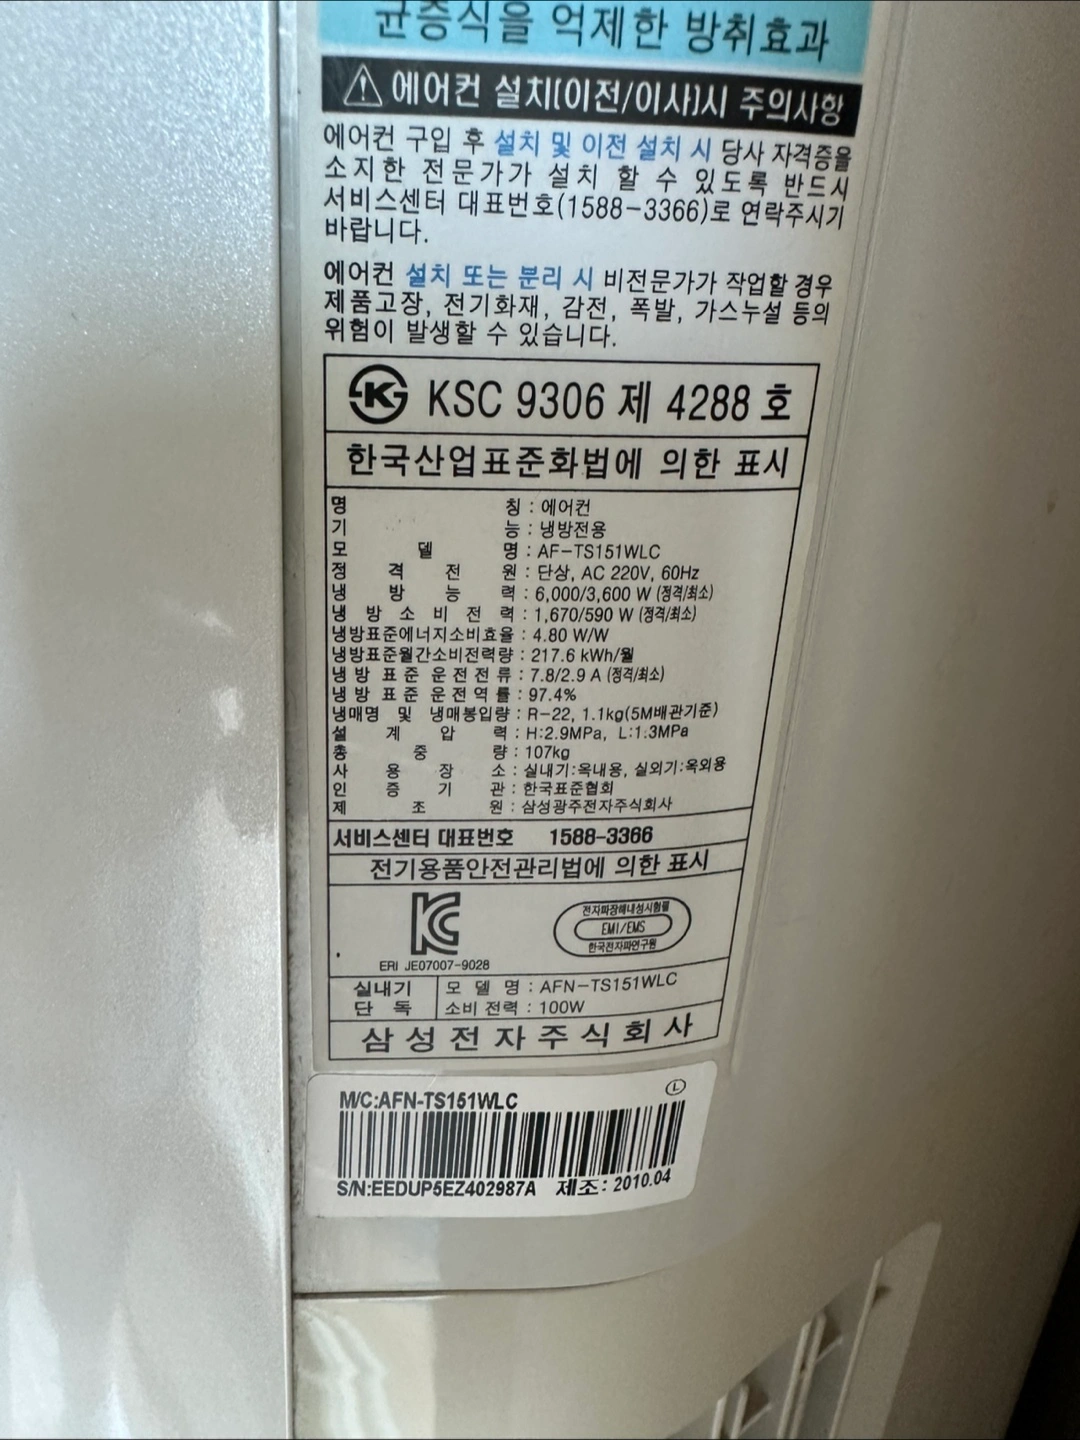 균증식을 억제한 방취효과
에어컨 설치(이전/이사)시 주의사항
에어컨 구입 후 설치 및 이전 설치 시 당사 자격증을
소지한 전문가가 설치 할 수 있도록 반드시
서비스센터 대표번호(1588-3366)로 연락주시기
바랍니다.
에어컨 설치 또는 분리 시 비전문가가 작업할 경우
제품고장, 전기화재, 감전, 폭발, 가스누설 등의
위험이 발생할 수 있습니다.
KSC 9306 제 4288 호
한국산업표준화법에 의한 표시
명 칭 : 에어컨
기 능 : 냉방전용
모 델 명 : AF-TS151WLC
정 격 전 원 : 단상, AC 220V, 60Hz
냉 방 능 력 : 6,000/3,600 W (정격/최소)
냉 방 소 비 전 력 : 1,670/590 W (정격/최소)
냉방표준에너지소비효율 : 4.80 W/W
냉방표준월간소비전력량 : 217.6 kWh/월
냉 방 표 준 운 전 전 류 : 7.8/2.9 A (정격/최소)
냉 방 표 준 운 전 역 률 : 97.4%
냉매명 및 냉매봉입량 : R-22, 1.1kg(5M배관기준)
설 계 압 력 : H:2.9MPa, L:1.3MPa
총 중 량 : 107kg
사 용 장 소 : 실내기:옥내용, 실외기:옥외용
인 증 기 관 : 한국표준협회
제 조 원 : 삼성광주전자주식회사
서비스센터 대표번호 1588-3366
전기용품안전관리법에 의한 표시
전자파장해내성시험필
EMI/EMS
한국전자파연구원
ERI JE07007-9028
실내기 모 델 명 : AFN-TS151WLC
단 독 소비 전력 : 100W
삼성전자주식회사
M/C:AFN-TS151WLC Ⓛ
S/N:EEDUP5EZ402987A 제조: 2010.04